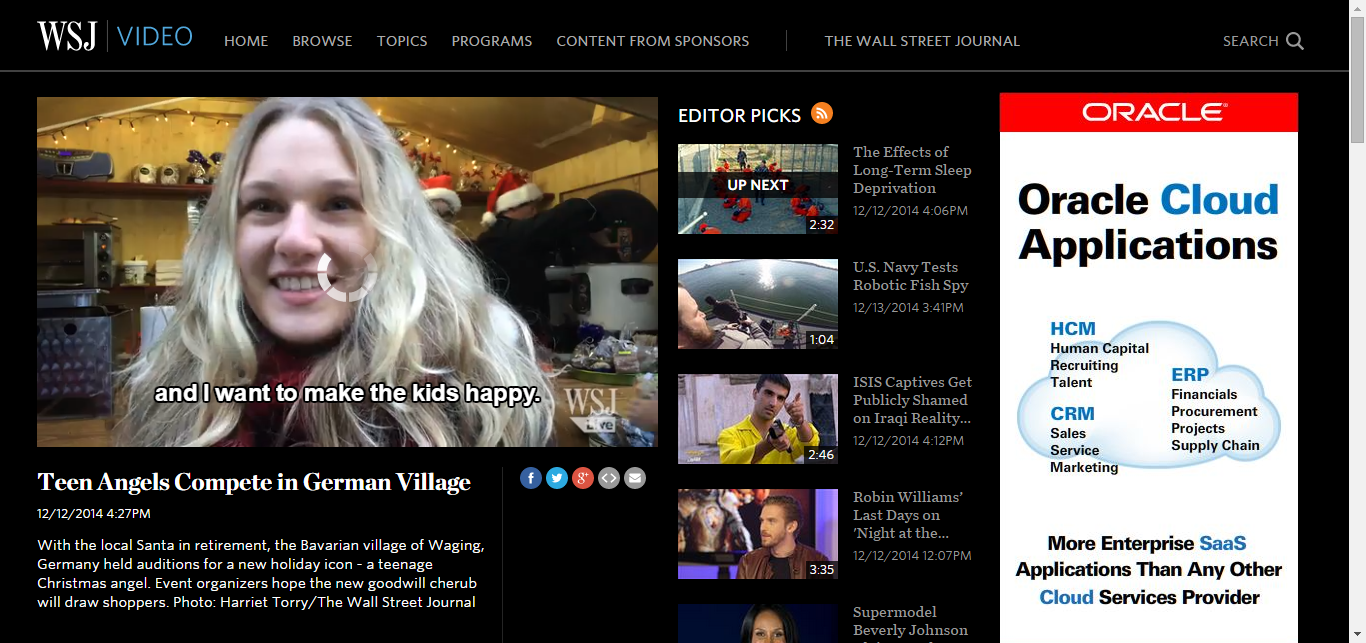 WSJ | VIDEO
HOME
BROWSE
TOPICS
PROGRAMS
CONTENT FROM SPONSORS
THE WALL STREET JOURNAL
SEARCH
and I want to make the kids happy.
WSJ
Live
Teen Angels Compete in German Village
12/12/2014 4:27PM
With the local Santa in retirement, the Bavarian village of Waging,
Germany held auditions for a new holiday icon - a teenage
Christmas angel. Event organizers hope the new goodwill cherub
will draw shoppers. Photo: Harriet Torry/The Wall Street Journal
EDITOR PICKS
UP NEXT
2:32
The Effects of
Long-Term Sleep
Deprivation
12/12/2014 4:06PM
1:04
U.S. Navy Tests
Robotic Fish Spy
12/13/2014 3:41PM
2:46
ISIS Captives Get
Publicly Shamed
on Iraqi Reality...
12/12/2014 4:12PM
3:35
Robin Williams’
Last Days on
'Night at the...
12/12/2014 12:07PM
Supermodel
Beverly Johnson
ORACLE®
Oracle Cloud
Applications
HCM
Human Capital
Recruiting
Talent
CRM
Sales
Service
Marketing
ERP
Financials
Procurement
Projects
Supply Chain
More Enterprise SaaS
Applications Than Any Other
Cloud Services Provider